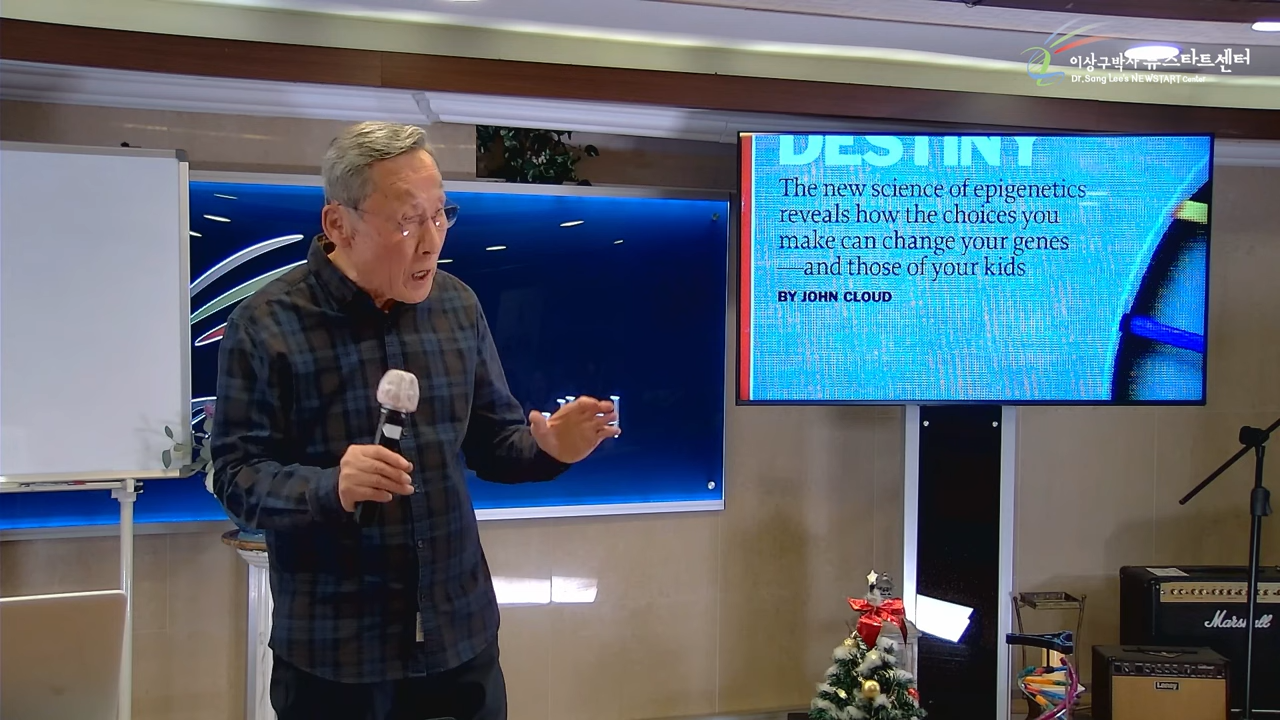 이상구박사 뉴스타트센터
Dr.Sang Lee's NEWSTART Center
DESTINY
The new science of epigenetics
reveals how the choices you
make can change your genes
—and those of your kids
BY JOHN CLOUD
Marshall
Laney